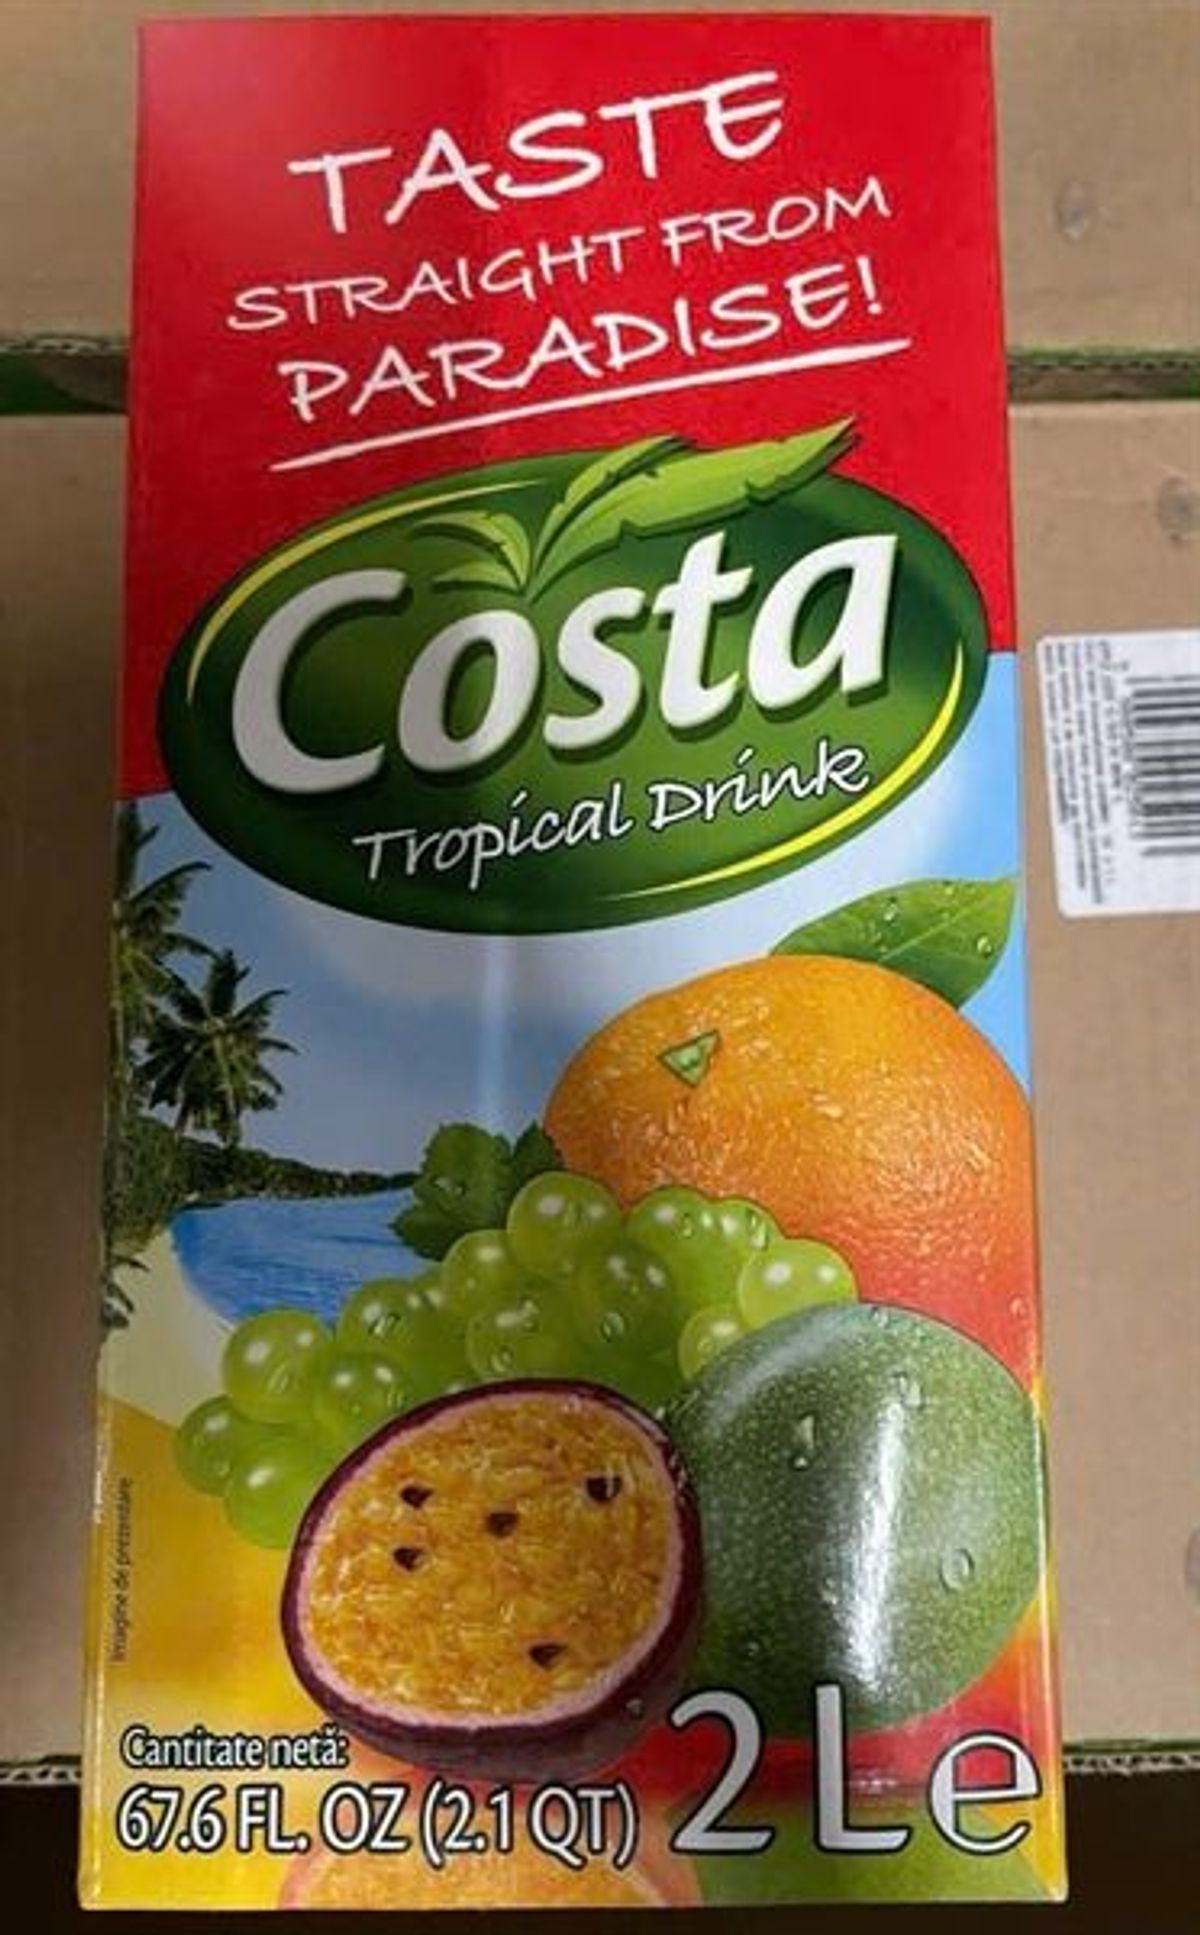 TASTE
STRAIGHT FROM
PARADISE!
Costa
Tropical Drink
Imagine de prezentare
Cantitate netă:
67.6 FL. OZ (2.1 QT)
2 L e